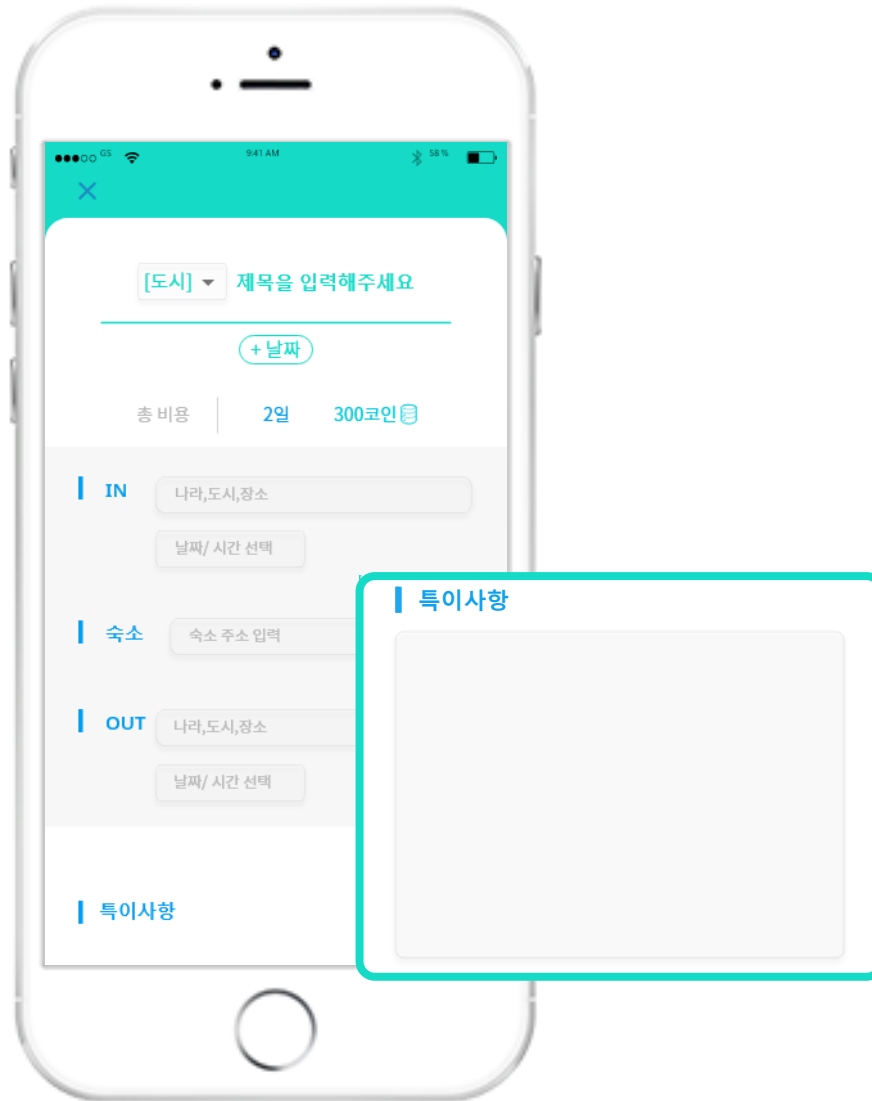 GS 9:41 AM 58 %
[도시] 제목을 입력해주세요
+ 날짜
총 비용 2일 300코인
IN 나라,도시,장소
날짜/ 시간 선택
숙소 숙소 주소 입력
OUT 나라,도시,장소
날짜/ 시간 선택
특이사항
특이사항